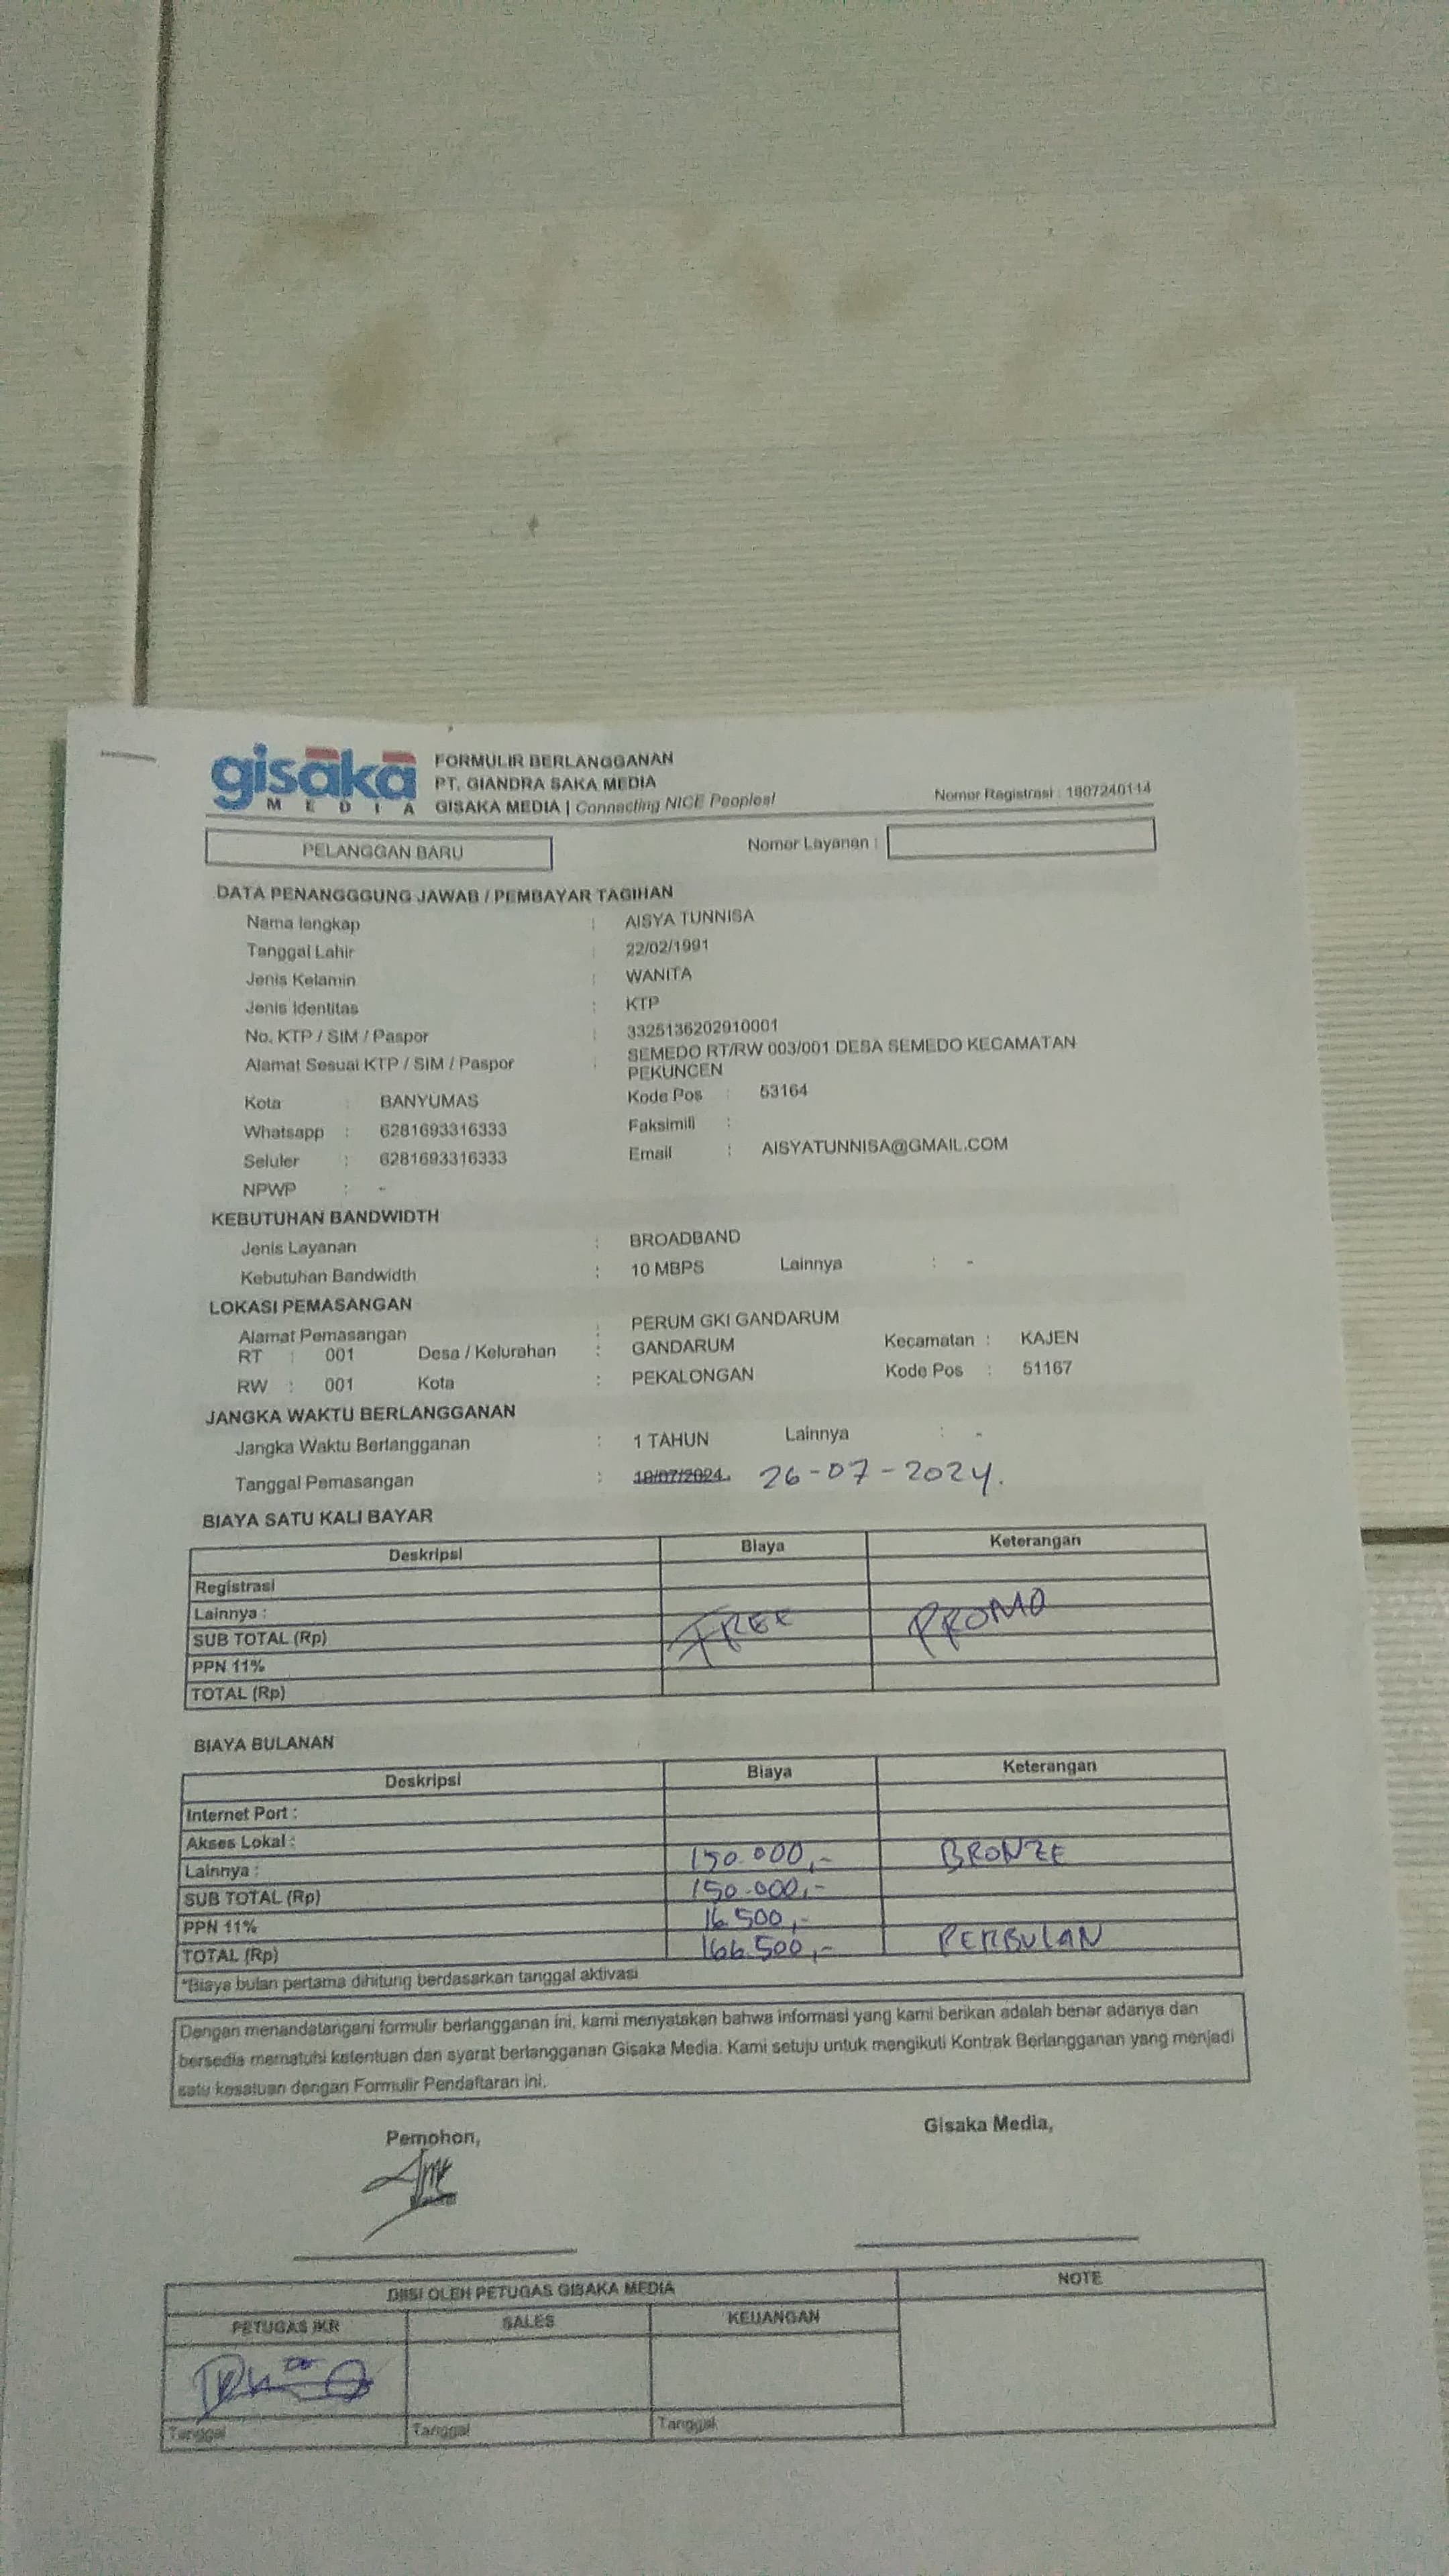 gisaka
MEDIA
FORMULIR BERLANGGANAN
PT. GIANDRA SAKA MEDIA
GISAKA MEDIA | Connecting NICE Peoples!
Nomor Registrasi : 1807240114
PELANGGAN BARU
Nomor Layanan :
DATA PENANGGGUNG JAWAB / PEMBAYAR TAGIHAN
Nama lengkap : AISYA TUNNISA
Tanggal Lahir : 22/02/1991
Jenis Kelamin : WANITA
Jenis Identitas : KTP
No. KTP / SIM / Paspor : 3325136202910001
Alamat Sesuai KTP / SIM / Paspor : SEMEDO RT/RW 003/001 DESA SEMEDO KECAMATAN
PEKUNCEN
Kota : BANYUMAS Kode Pos : 53164
Whatsapp : 6281693316333 Faksimili :
Seluler : 6281693316333 Email : AISYATUNNISA@GMAIL.COM
NPWP : -
KEBUTUHAN BANDWIDTH
Jenis Layanan : BROADBAND
Kebutuhan Bandwidth : 10 MBPS Lainnya : -
LOKASI PEMASANGAN
Alamat Pemasangan : PERUM GKI GANDARUM
RT : 001 Desa / Kelurahan : GANDARUM Kecamatan : KAJEN
RW : 001 Kota : PEKALONGAN Kode Pos : 51167
JANGKA WAKTU BERLANGGANAN
Jangka Waktu Berlangganan : 1 TAHUN Lainnya : -
Tanggal Pemasangan : 26-07-2024.
BIAYA SATU KALI BAYAR
Deskripsi Biaya Keterangan
Registrasi
Lainnya :
SUB TOTAL (Rp) FREE PROMO
PPN 11%
TOTAL (Rp)
BIAYA BULANAN
Deskripsi Biaya Keterangan
Internet Port :
Akses Lokal :
Lainnya : 150.000,- BRONZE
SUB TOTAL (Rp) 150.000,-
PPN 11% 16.500,-
TOTAL (Rp) 166.500,- PERBULAN
*Biaya bulan pertama dihitung berdasarkan tanggal aktivasi
Dengan menandatangani formulir berlangganan ini, kami menyatakan bahwa informasi yang kami berikan adalah benar adanya dan
bersedia mematuhi ketentuan dan syarat berlangganan Gisaka Media. Kami setuju untuk mengikuti Kontrak Berlangganan yang menjadi
satu kesatuan dengan Formulir Pendaftaran ini.
Pemohon, Gisaka Media,
DIISI OLEH PETUGAS GISAKA MEDIA NOTE
PETUGAS IKR SALES KEUANGAN
Tanggal Tanggal Tanggal